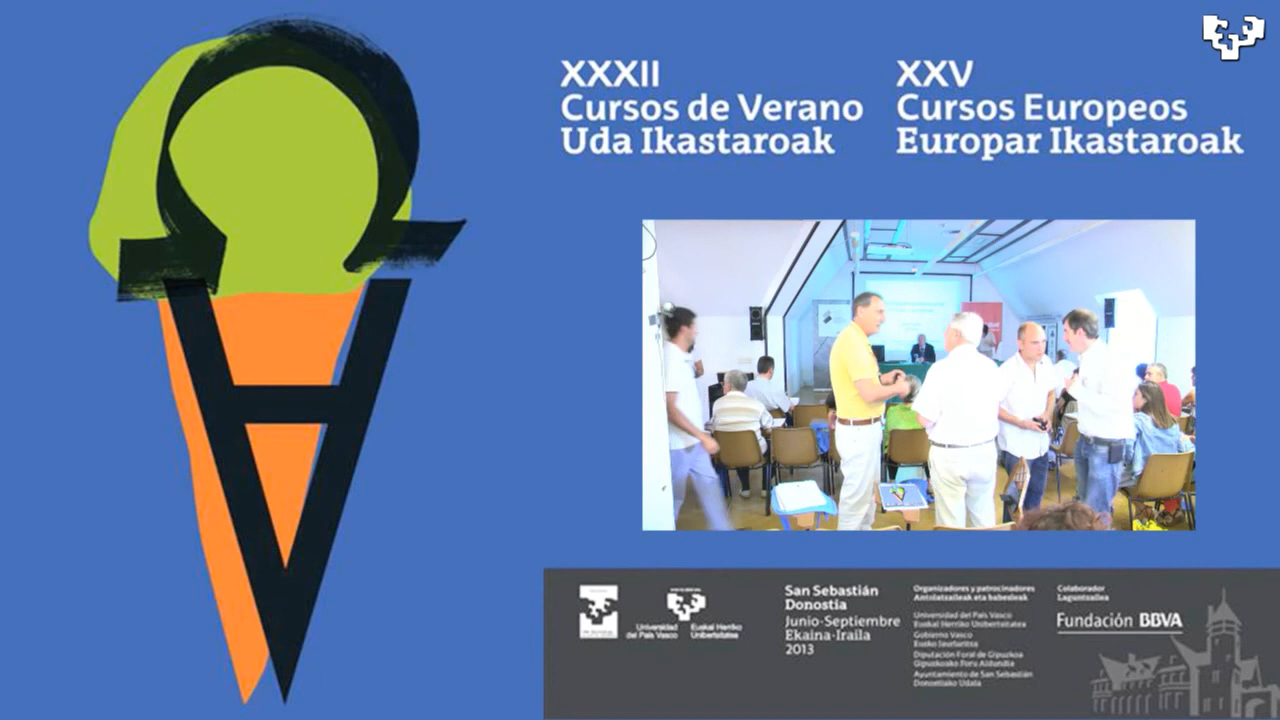 XXXII
Cursos de Verano
Uda Ikastaroak
XXV
Cursos Europeos
Europar Ikastaroak
Universidad
del País Vasco
Euskal Herriko
Unibertsitatea
San Sebastián
Donostia
Junio-Septiembre
Ekaina-Iraila
2013
Organizadores y patrocinadores
Antolatzaileak eta babesleak
Universidad del País Vasco
Euskal Herriko Unibertsitatea
Gobierno Vasco
Eusko Jaurlaritza
Diputación Foral de Gipuzkoa
Gipuzkoako Foru Aldundia
Ayuntamiento de San Sebastián
Donostiako Udala
Colaborador
Laguntzailea
Fundación BBVA